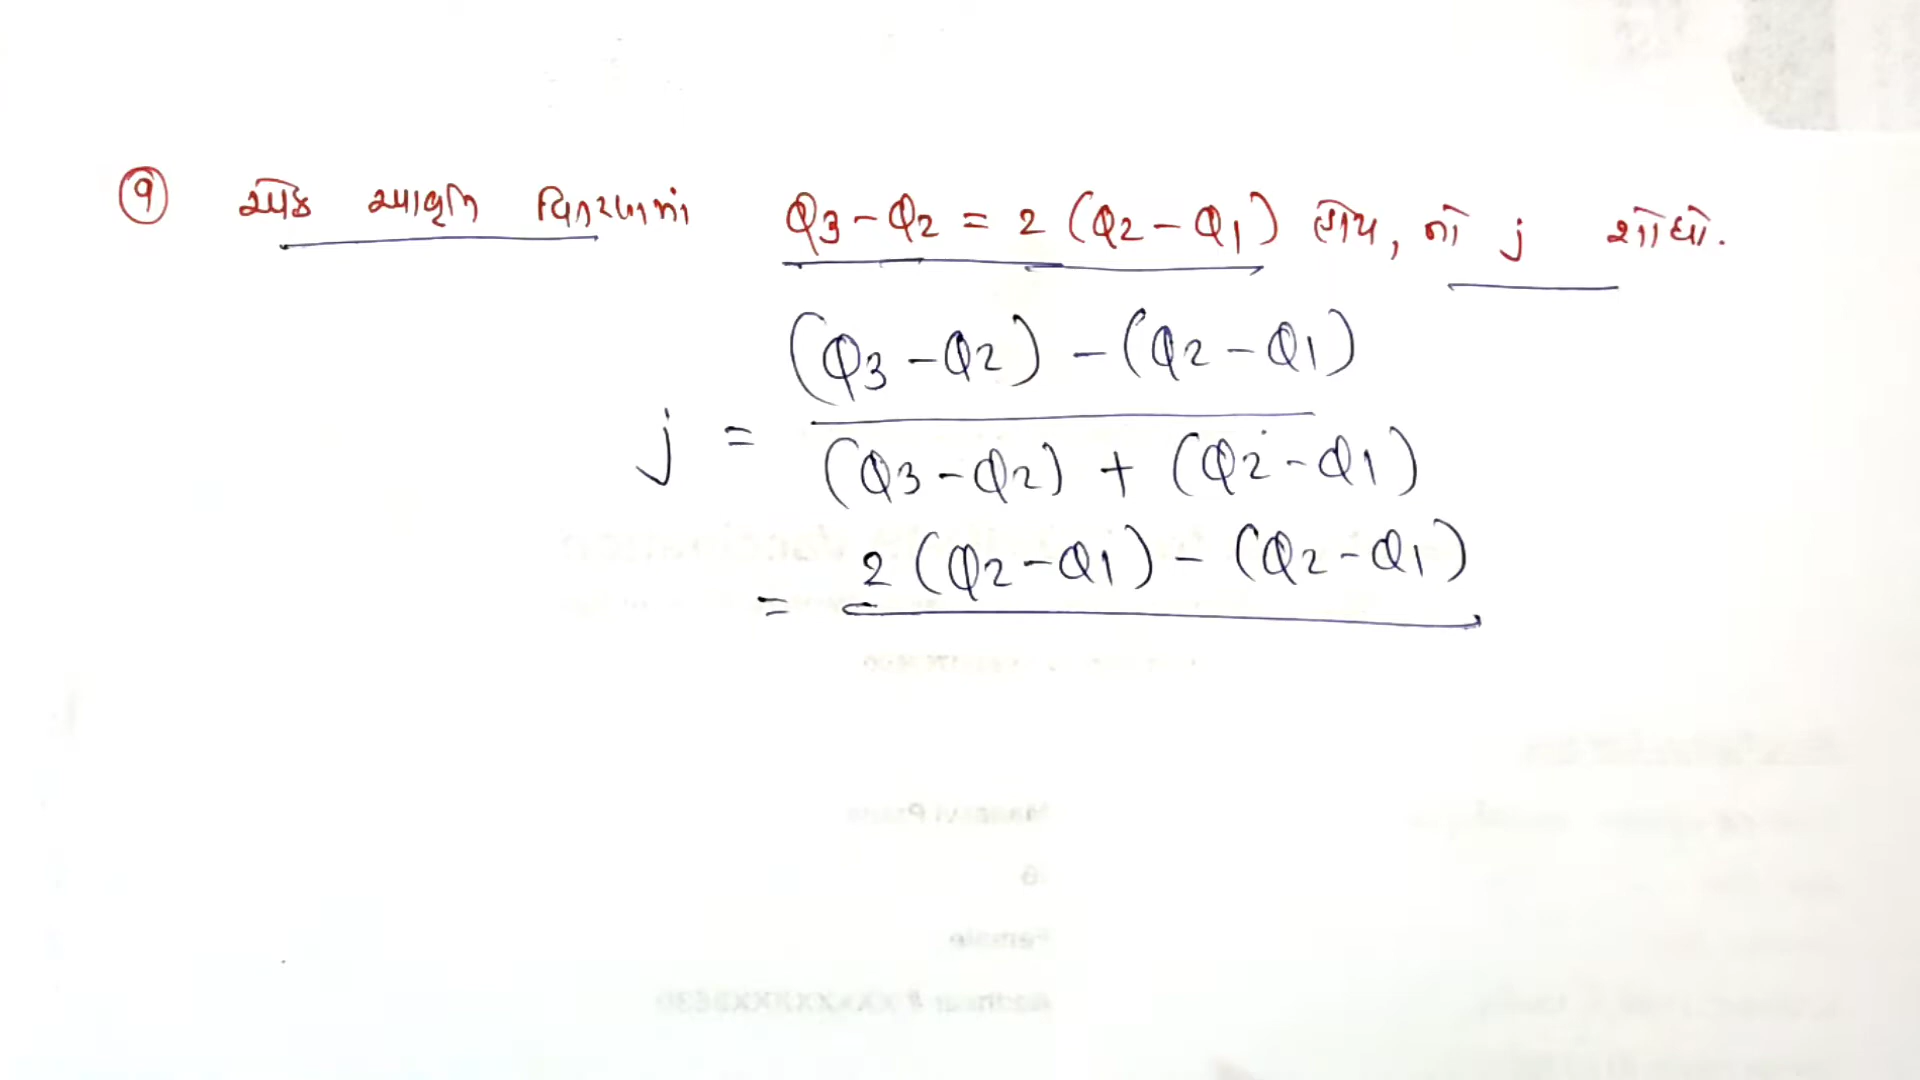 ૧ એક આવૃત્તિ વિતરણમાં Q3 - Q2 = 2 (Q2 - Q1) હોય, તો j શોધો.
(Q3 - Q2) - (Q2 - Q1)
j =
(Q3 - Q2) + (Q2 - Q1)
2 (Q2 - Q1) - (Q2 - Q1)
=